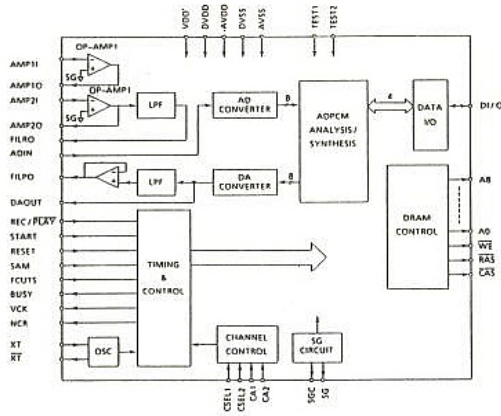 VDD'
DVDD
AVDD
DVSS
AVSS
TEST1
TEST2
OP-AMP1
AMP1I
SG
AMP1O
OP-AMP1
AMP2I
SG
AMP2O
LPF
FILRO
ADIN
AD
CONVERTER
8
ADPCM
ANALYSIS/
SYNTHESIS
DATA
I/O
DI/O
FILPO
LPF
DA
CONVERTER
8
DAOUT
DRAM
CONTROL
A8
A0
WE
RAS
CAS
REC/PLAY
START
RESET
SAM
FCUTS
BUSY
VCK
NCR
TIMING
&
CONTROL
XT
XT
OSC
CHANNEL
CONTROL
SG
CIRCUIT
CSEL1
CSEL2
CA1
CA2
SGC
SG